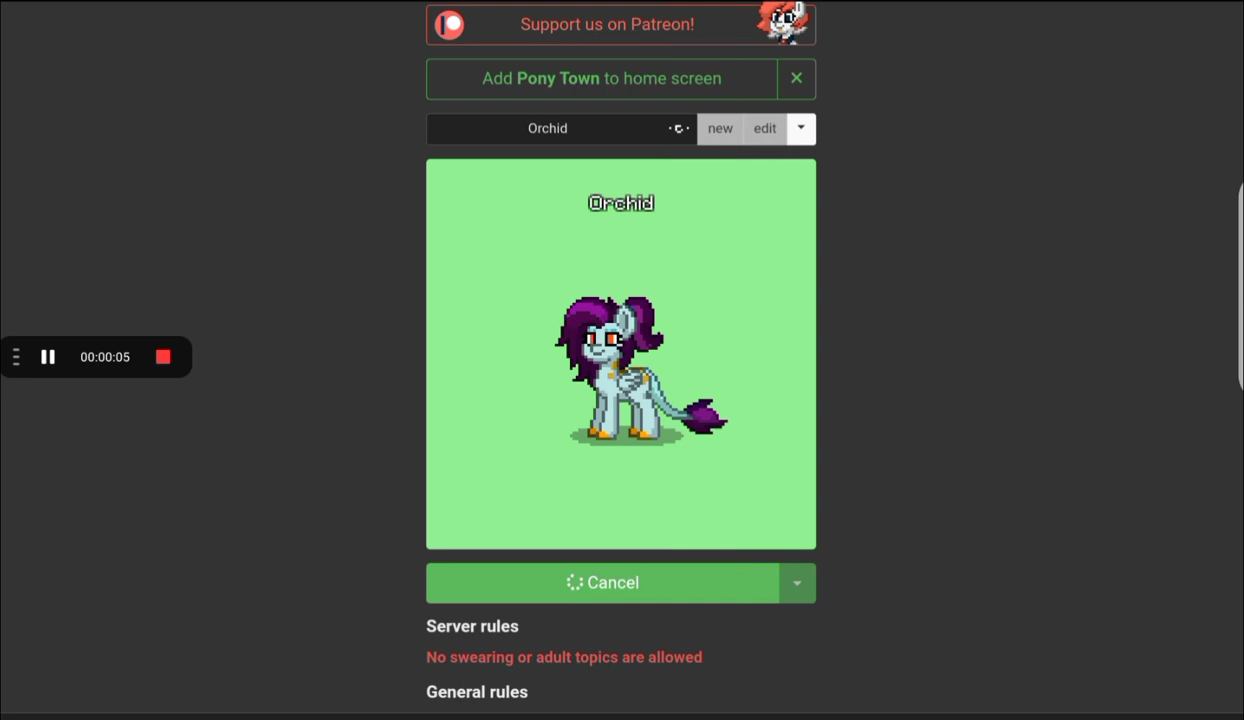 Support us on Patreon!
Add Pony Town to home screen ×
Orchid new edit
Orchid
00:00:05
Cancel
Server rules
No swearing or adult topics are allowed
General rules